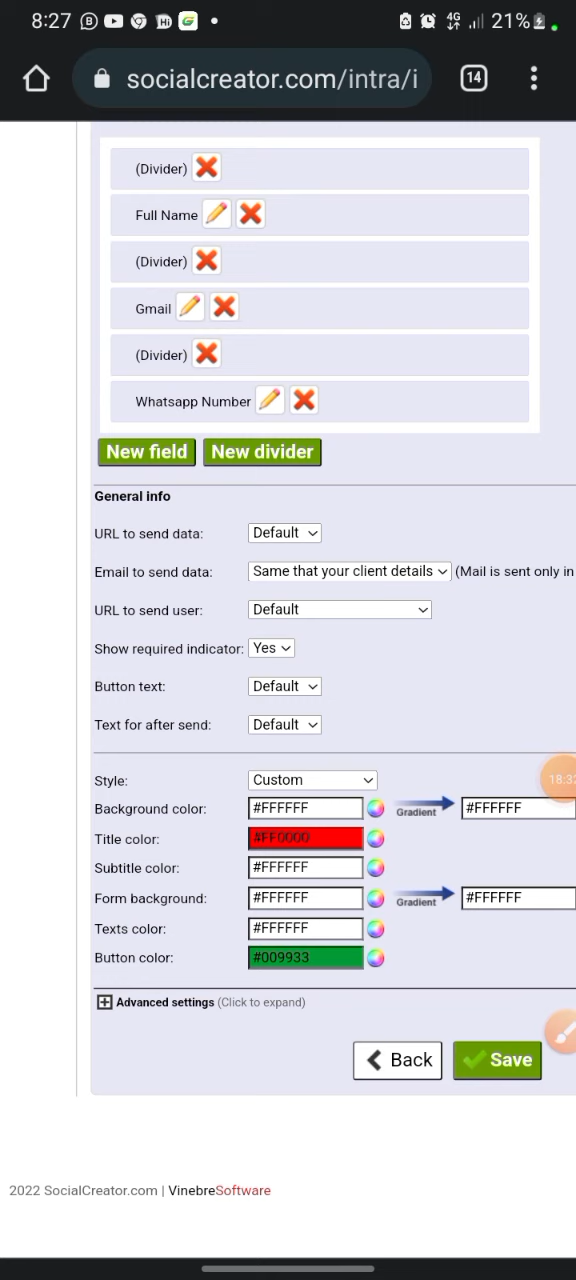 8:27 4G 21%
socialcreator.com/intra/i 14
(Divider)
Full Name
(Divider)
Gmail
(Divider)
Whatsapp Number
New field New divider
General info
URL to send data: Default
Email to send data: Same that your client details (Mail is sent only in
URL to send user: Default
Show required indicator: Yes
Button text: Default
Text for after send: Default
Style: Custom 18:3
Background color: #FFFFFF Gradient #FFFFFF
Title color: #FF0000
Subtitle color: #FFFFFF
Form background: #FFFFFF Gradient #FFFFFF
Texts color: #FFFFFF
Button color: #009933
Advanced settings (Click to expand)
Back Save
2022 SocialCreator.com | VinebreSoftware